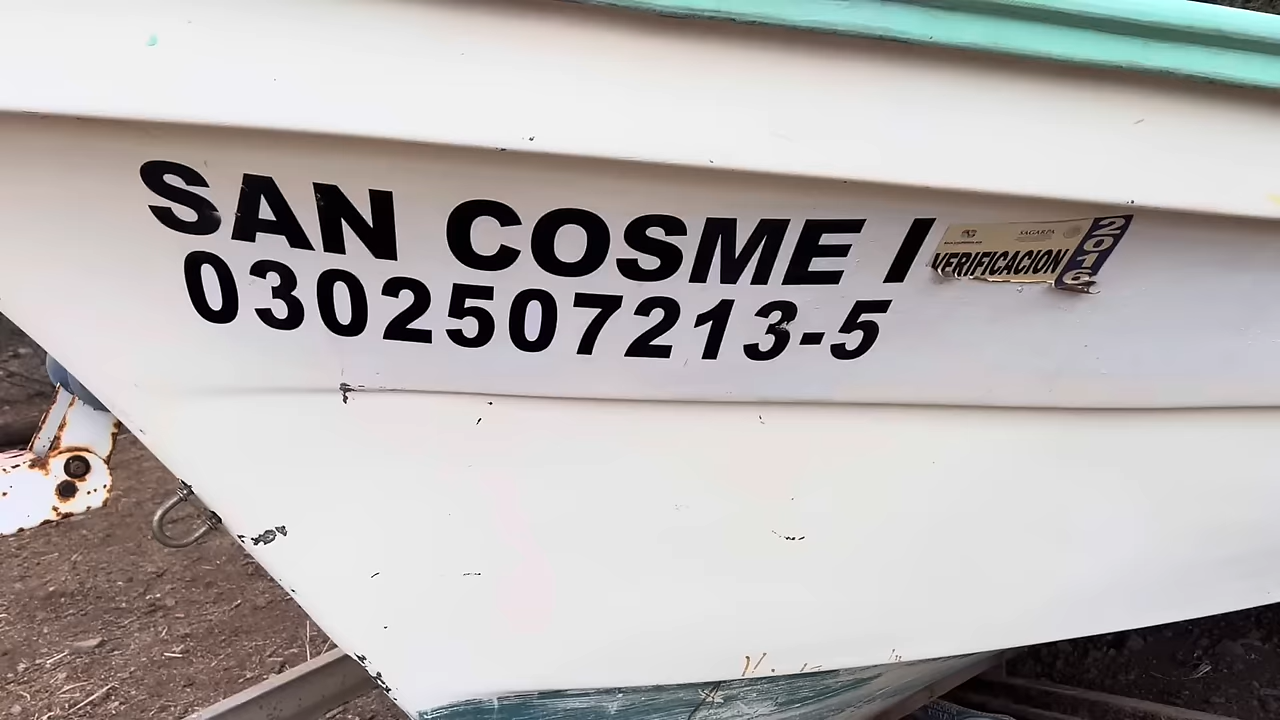 SAN COSME I
0302507213-5
SAGARPA
VERIFICACION
2016